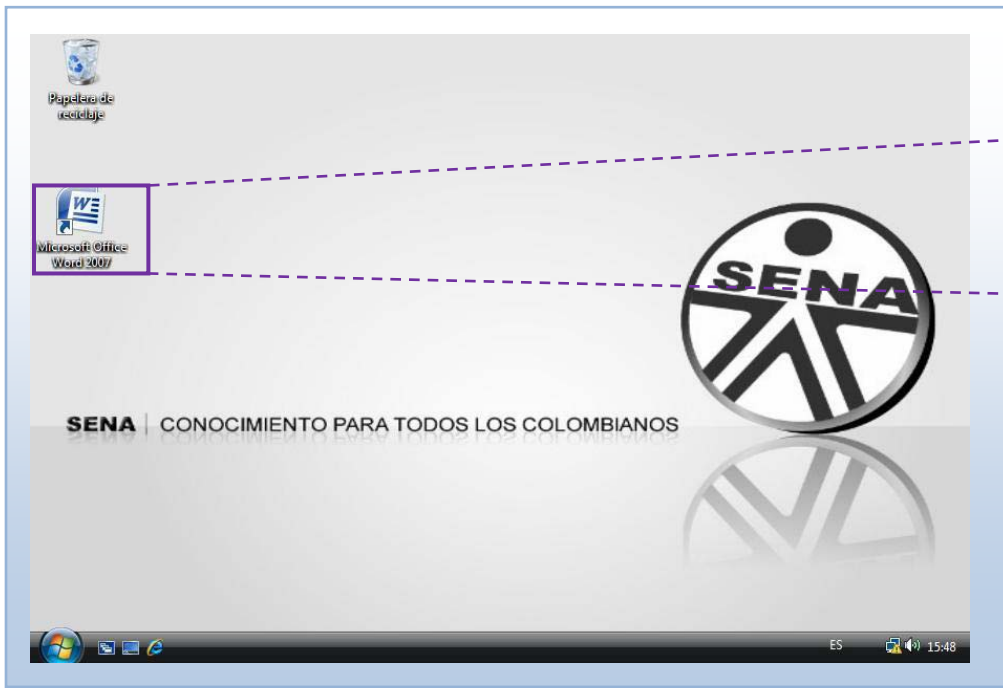 Papelera de
reciclaje
Microsoft Office
Word 2007
SENA
SENA | CONOCIMIENTO PARA TODOS LOS COLOMBIANOS
ES 15:48